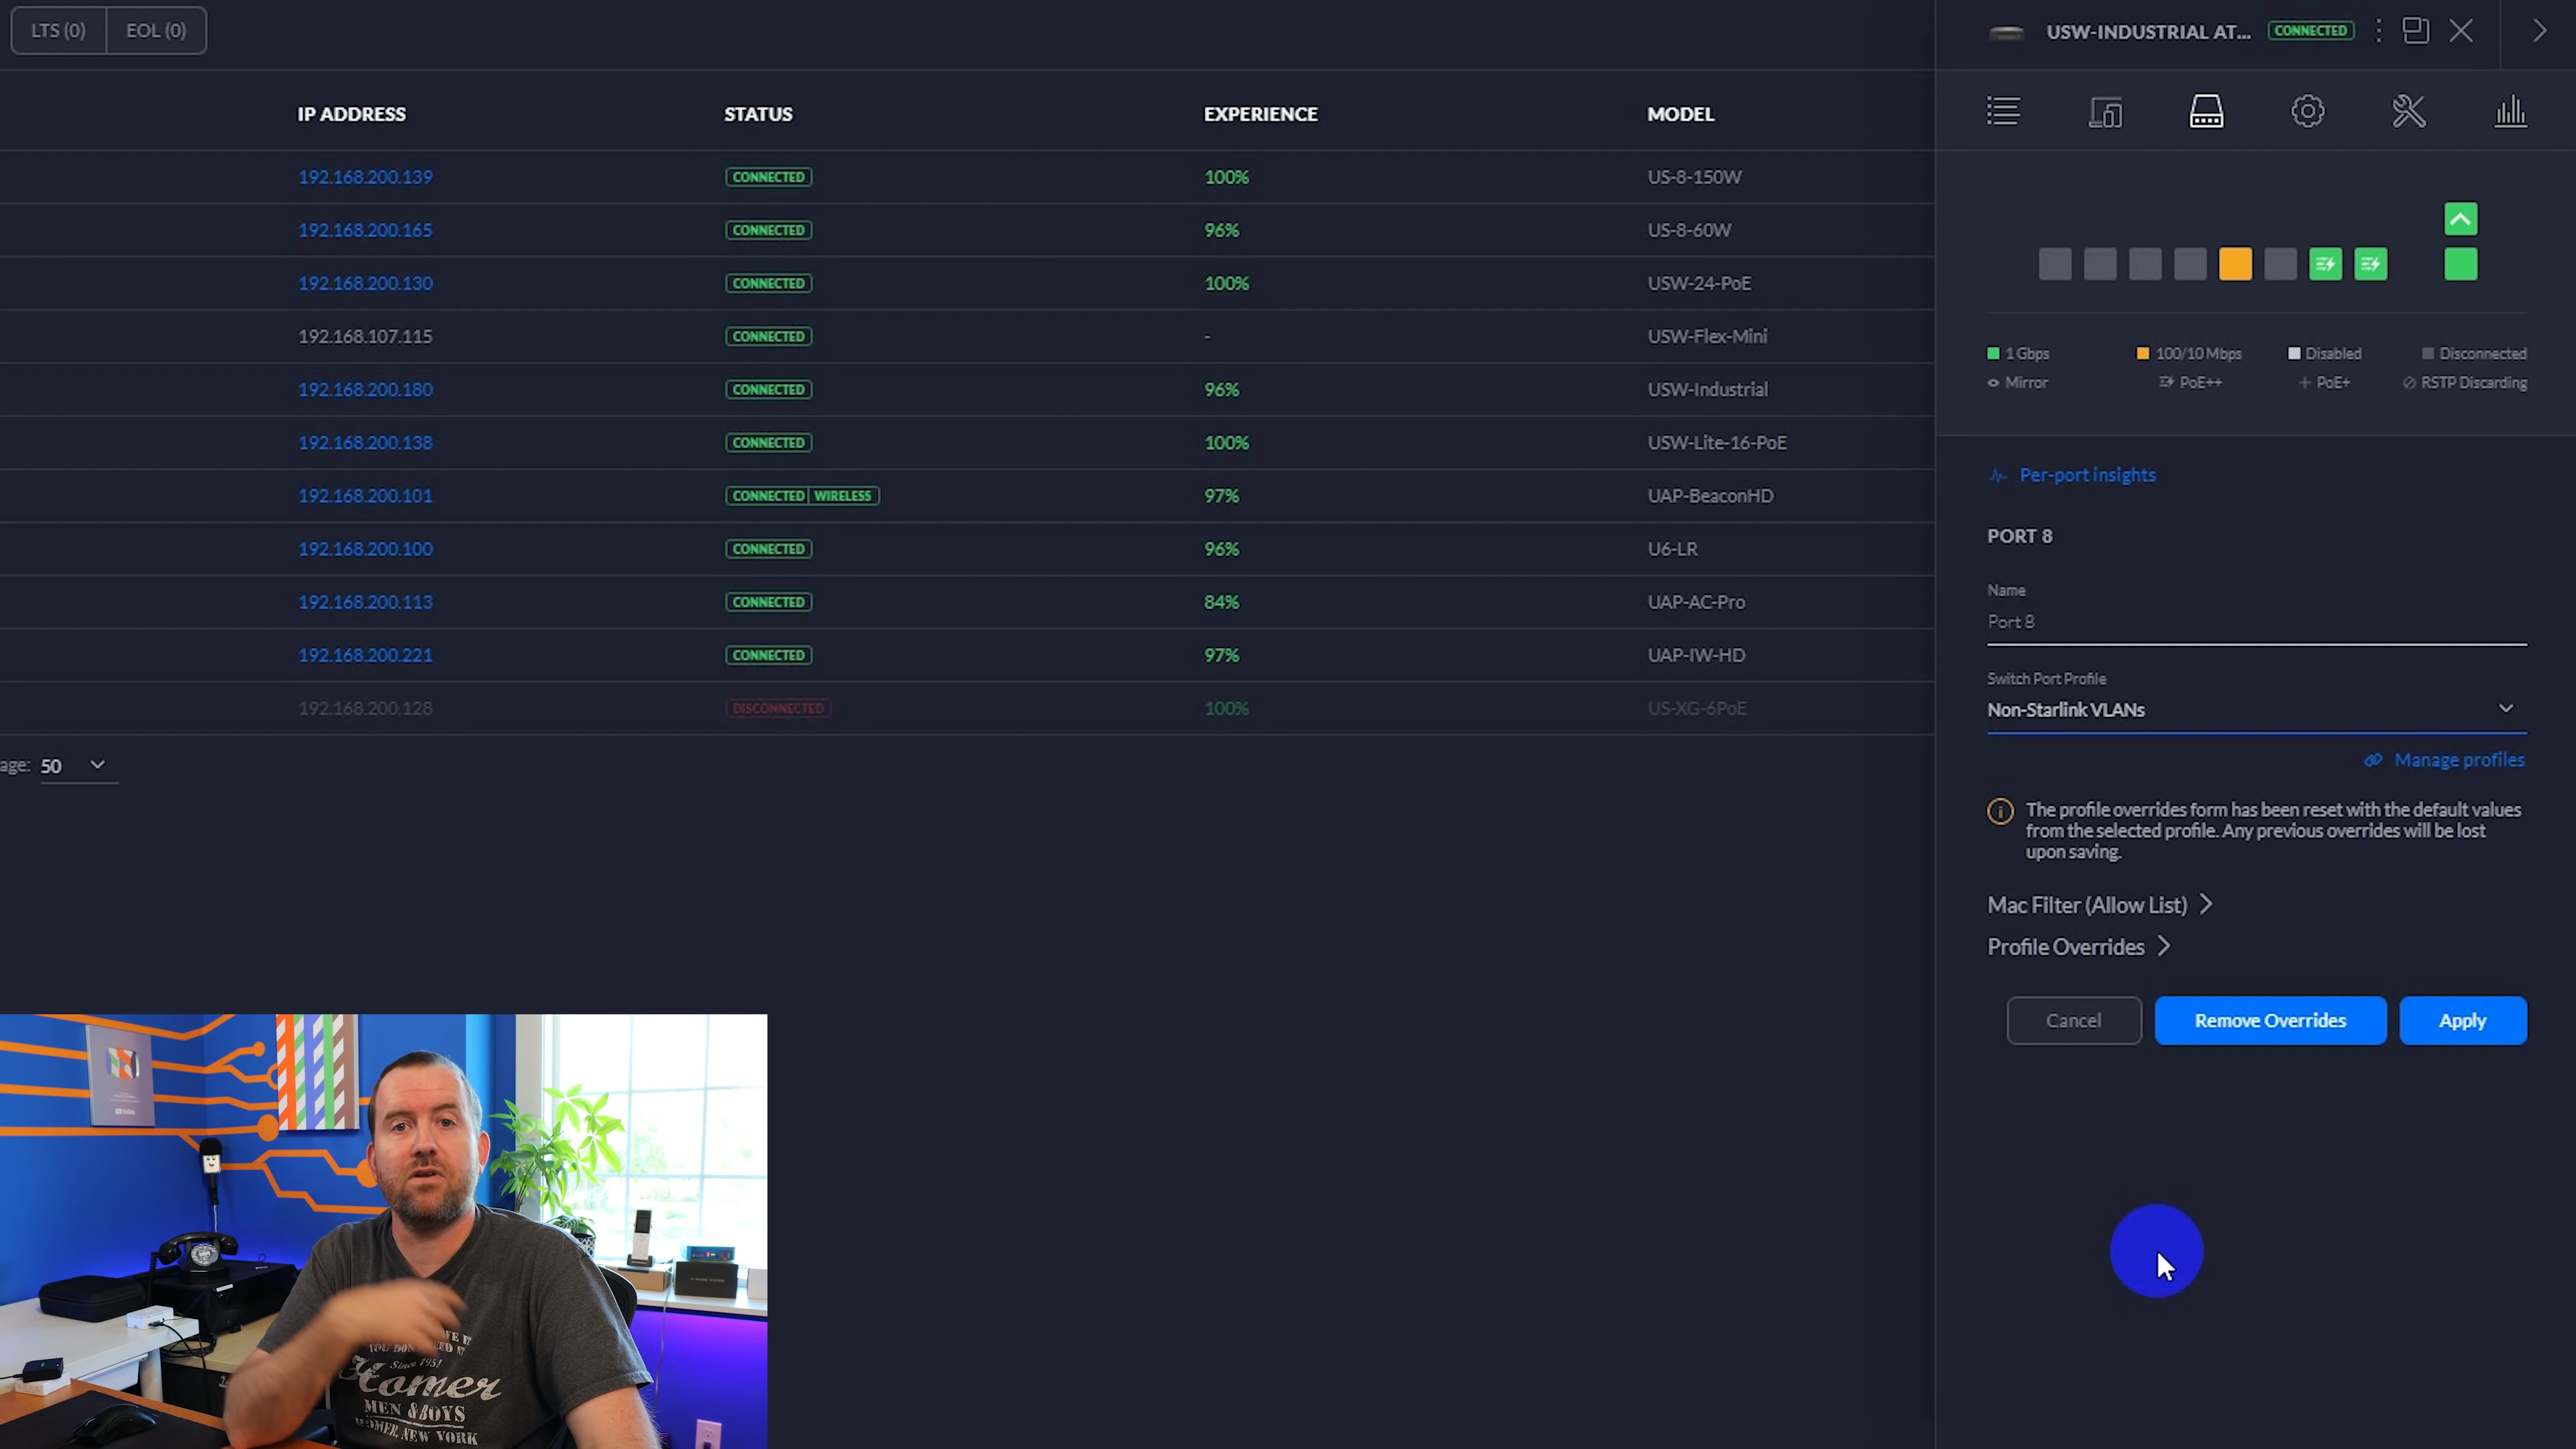 LTS (0)
EOL (0)
USW-INDUSTRIAL AT...
CONNECTED
IP ADDRESS
STATUS
EXPERIENCE
MODEL
192.168.200.139
CONNECTED
100%
US-8-150W
192.168.200.165
CONNECTED
96%
US-8-60W
192.168.200.130
CONNECTED
100%
USW-24-PoE
192.168.107.115
CONNECTED
-
USW-Flex-Mini
192.168.200.180
CONNECTED
96%
USW-Industrial
192.168.200.138
CONNECTED
100%
USW-Lite-16-PoE
192.168.200.101
CONNECTED WIRELESS
97%
UAP-BeaconHD
192.168.200.100
CONNECTED
96%
U6-LR
192.168.200.113
CONNECTED
84%
UAP-AC-Pro
192.168.200.221
CONNECTED
97%
UAP-IW-HD
192.168.200.128
DISCONNECTED
100%
US-XG-6PoE
age: 50
1 Gbps
100/10 Mbps
Disabled
Disconnected
Mirror
PoE++
PoE+
RSTP Discarding
Per-port insights
PORT 8
Name
Port 8
Switch Port Profile
Non-Starlink VLANs
Manage profiles
The profile overrides form has been reset with the default values
from the selected profile. Any previous overrides will be lost
upon saving.
Mac Filter (Allow List)
Profile Overrides
Cancel
Remove Overrides
Apply
Since 1951
Homer
MEN & BOYS
NEW YORK